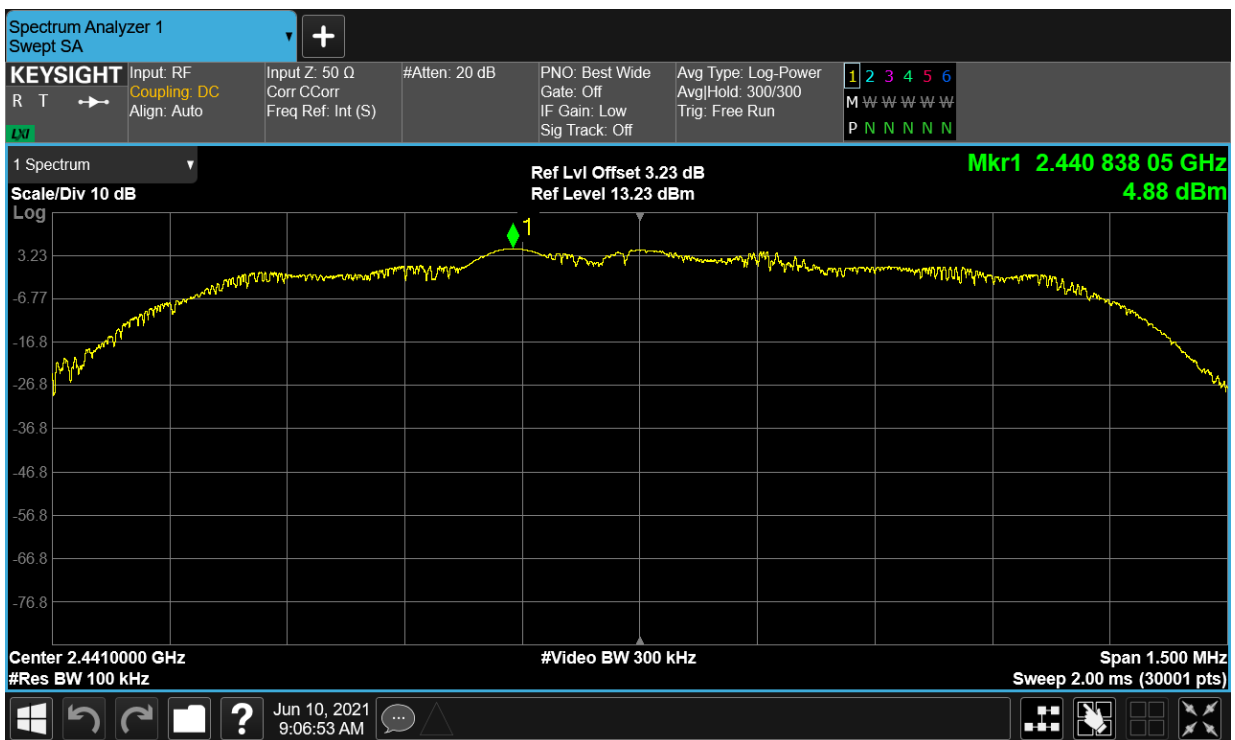 Spectrum Analyzer 1
Swept SA
KEYSIGHT
R T
LXI
Input: RF
Coupling: DC
Align: Auto
Input Z: 50 Ω
Corr CCorr
Freq Ref: Int (S)
#Atten: 20 dB
PNO: Best Wide
Gate: Off
IF Gain: Low
Sig Track: Off
Avg Type: Log-Power
Avg|Hold: 300/300
Trig: Free Run
1 2 3 4 5 6
M W W W W W
P N N N N N
1 Spectrum
Scale/Div 10 dB
Log
Ref Lvl Offset 3.23 dB
Ref Level 13.23 dBm
Mkr1 2.440 838 05 GHz
4.88 dBm
1
3.23
-6.77
-16.8
-26.8
-36.8
-46.8
-56.8
-66.8
-76.8
Center 2.4410000 GHz
#Res BW 100 kHz
#Video BW 300 kHz
Span 1.500 MHz
Sweep 2.00 ms (30001 pts)
?
Jun 10, 2021
9:06:53 AM